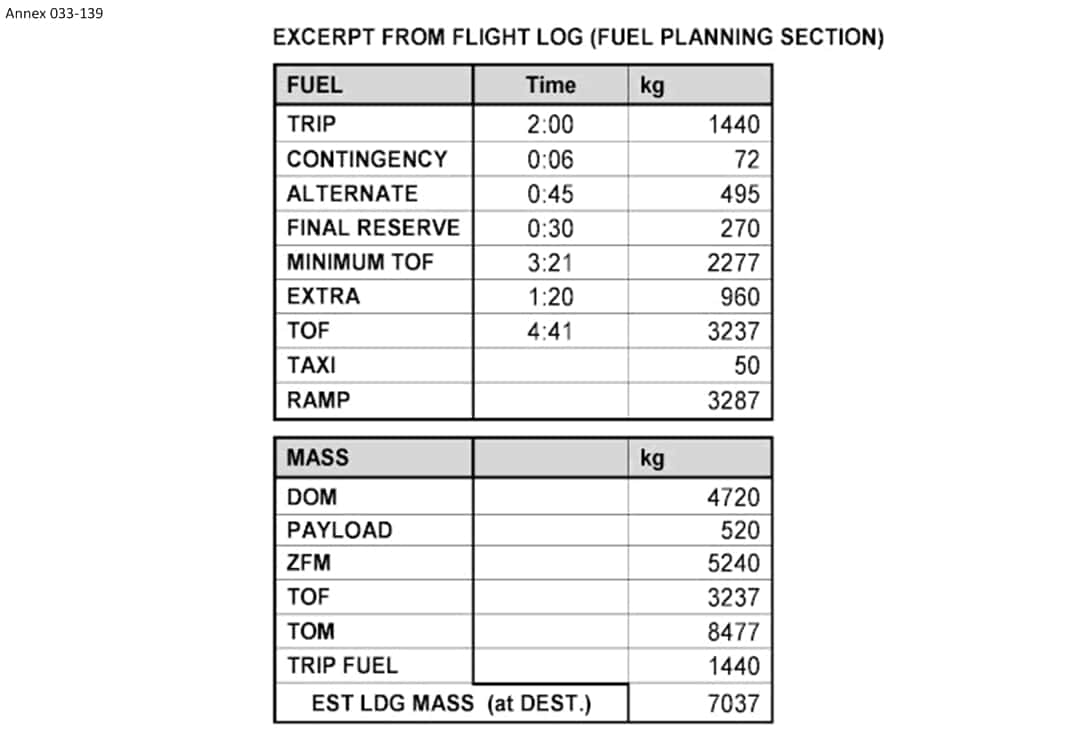 Annex 033-139
EXCERPT FROM FLIGHT LOG (FUEL PLANNING SECTION)
FUEL Time kg
TRIP 2:00 1440
CONTINGENCY 0:06 72
ALTERNATE 0:45 495
FINAL RESERVE 0:30 270
MINIMUM TOF 3:21 2277
EXTRA 1:20 960
TOF 4:41 3237
TAXI 50
RAMP 3287
MASS kg
DOM 4720
PAYLOAD 520
ZFM 5240
TOF 3237
TOM 8477
TRIP FUEL 1440
EST LDG MASS (at DEST.) 7037